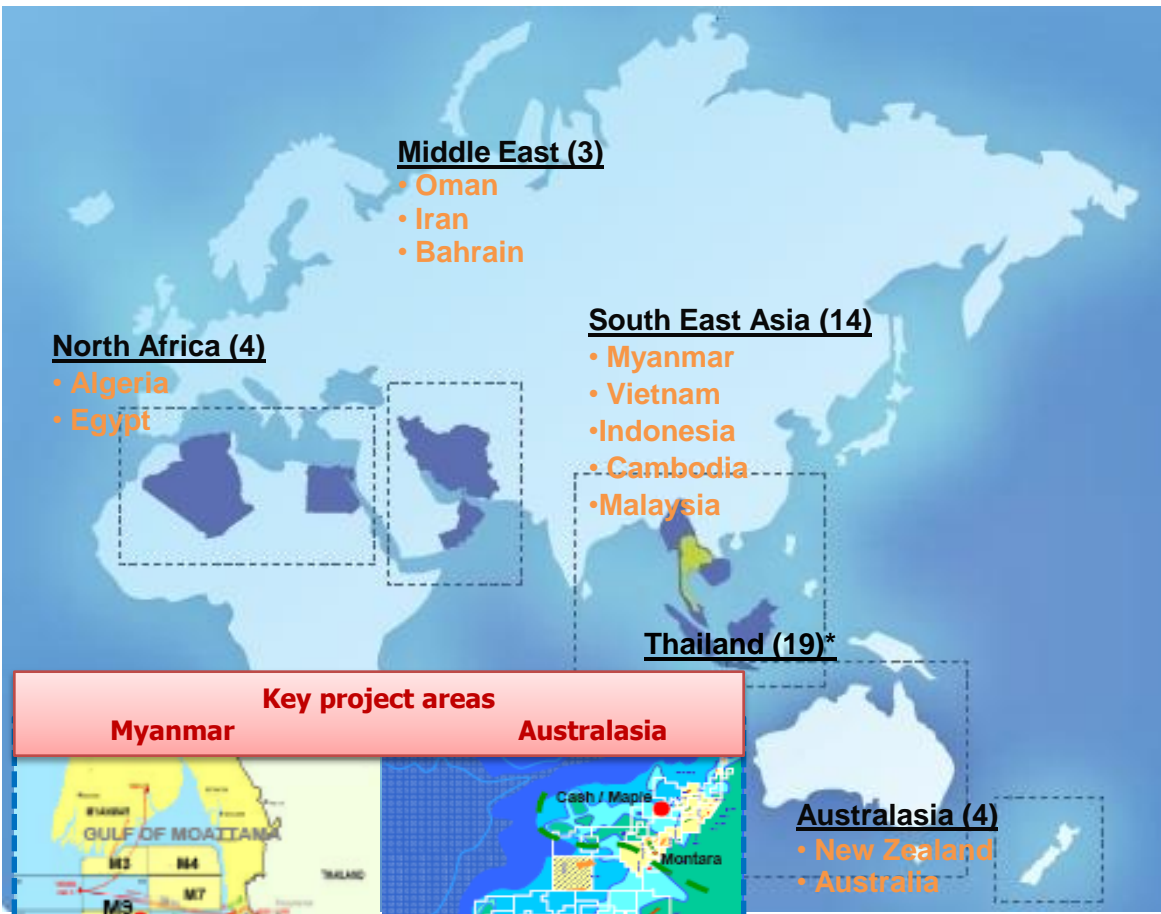 Middle East (3)
• Oman
• Iran
• Bahrain
South East Asia (14)
• Myanmar
• Vietnam
•Indonesia
• Cambodia
•Malaysia
North Africa (4)
• Algeria
• Egypt
Thailand (19)*
Key project areas
Myanmar
Australasia
Australasia (4)
• New Zealand
• Australia
MYANMAR
GULF OF MOATTAMA
M3
M4
M7
M9
THAILAND
Cash / Maple
Montara